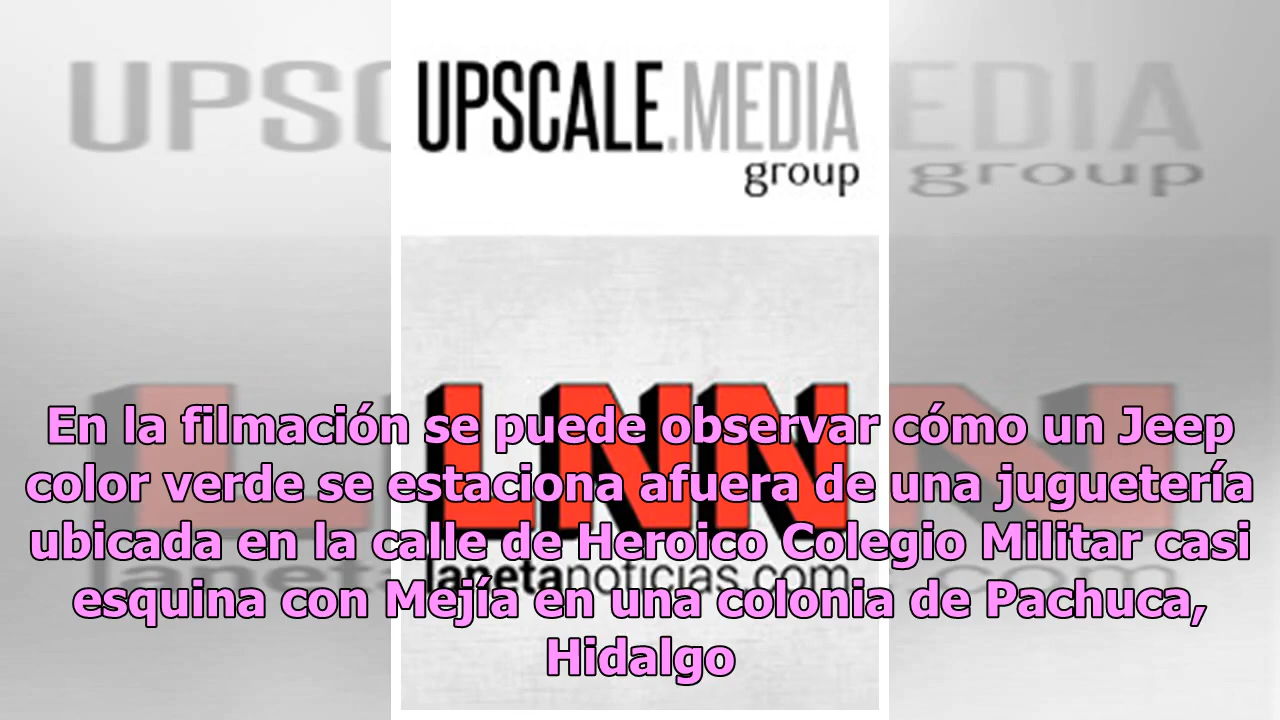 UPSCALE.MEDIA
group
LNN
lanetanoticias.com
En la filmación se puede observar cómo un Jeep
color verde se estaciona afuera de una juguetería
ubicada en la calle de Heroico Colegio Militar casi
esquina con Mejía en una colonia de Pachuca,
Hidalgo